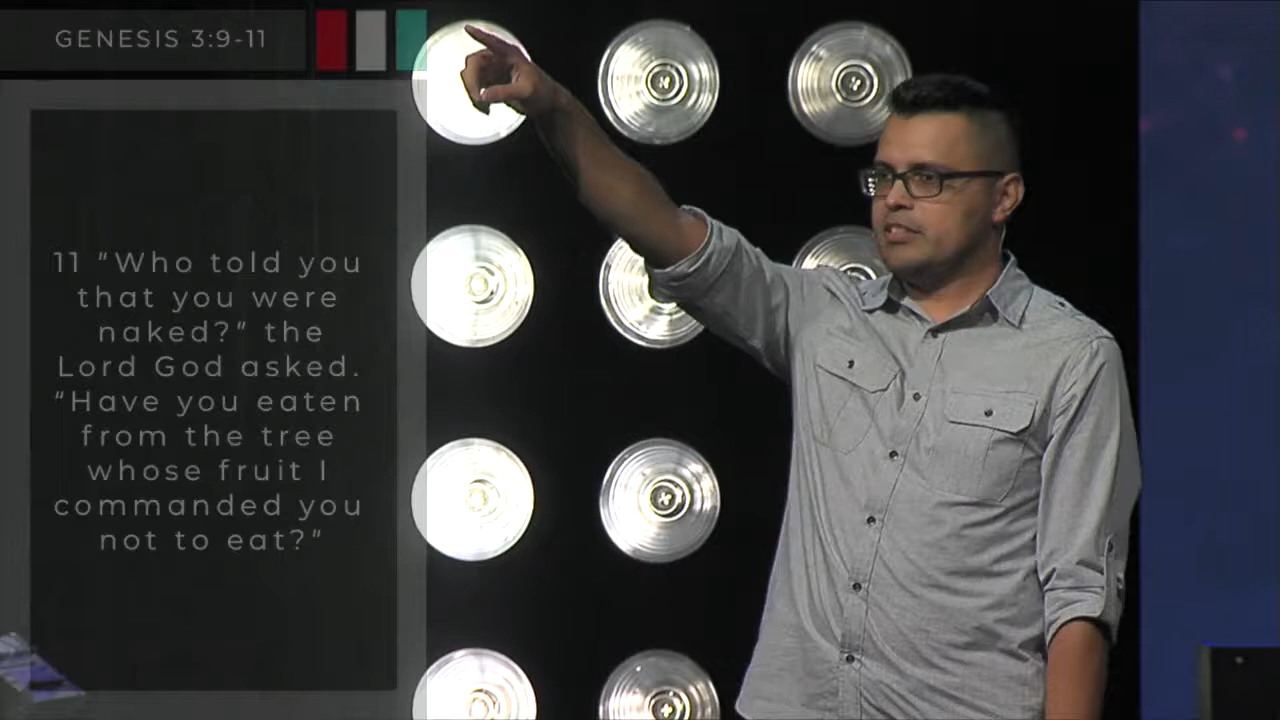 GENESIS 3:9-11
11 “Who told you
that you were
naked?” the
Lord God asked.
“Have you eaten
from the tree
whose fruit I
commanded you
not to eat?”